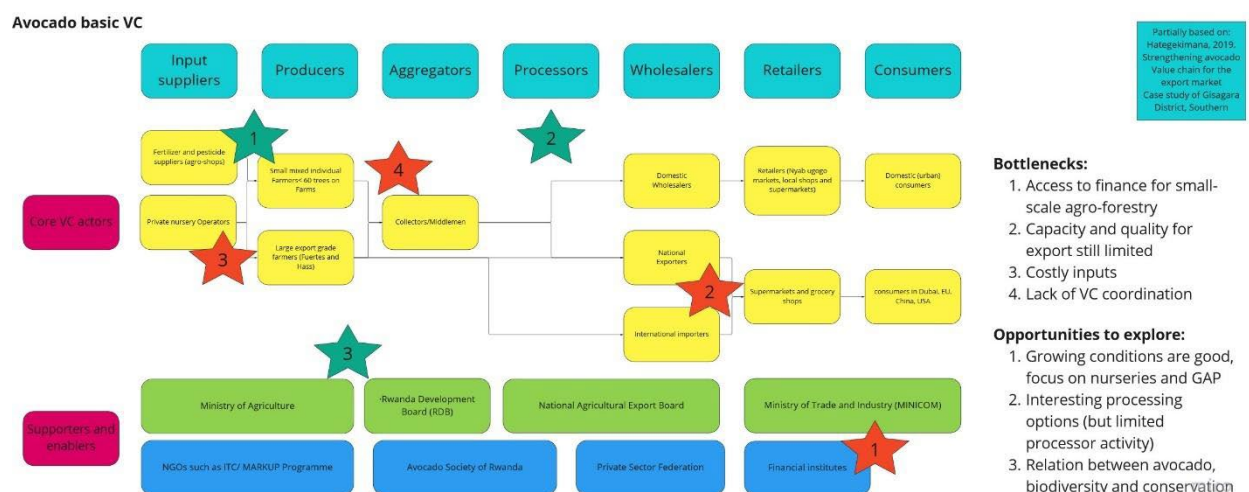 Avocado basic VC
Input
suppliers
Producers
Aggregators
Processors
Wholesalers
Retailers
Consumers
Partially based on:
Hategekimana, 2019.
Strengthening avocado
Value chain for the
export market
Case study of Gisagara
District, Southern
Core VC actors
Fertilizer and pesticide
suppliers (agro-shops)
1
Small mixed individual
Farmers< 60 trees on
Farms
4
2
Domestic
Wholesalers
Retailers (Nyab ugogo
markets, local shops and
supermarkets)
Domestic (urban)
consumers
Private nursery Operators
3
Large export grade
farmers (Fuertes and
Hass)
Collectors/Middlemen
National
Exporters
2
International importers
Supermarkets and grocery
shops
consumers in Dubai, EU,
China, USA
3
Supporters and
enablers
Ministry of Agriculture
-Rwanda Development
Board (RDB)
National Agricultural Export Board
Ministry of Trade and Industry (MINICOM)
NGOs such as ITC/ MARKUP Programme
Avocado Society of Rwanda
Private Sector Federation
Financial institutes
1
Bottlenecks:
1. Access to finance for small-
scale agro-forestry
2. Capacity and quality for
export still limited
3. Costly inputs
4. Lack of VC coordination
Opportunities to explore:
1. Growing conditions are good,
focus on nurseries and GAP
2. Interesting processing
options (but limited
processor activity)
3. Relation between avocado,
biodiversity and conservation
miro